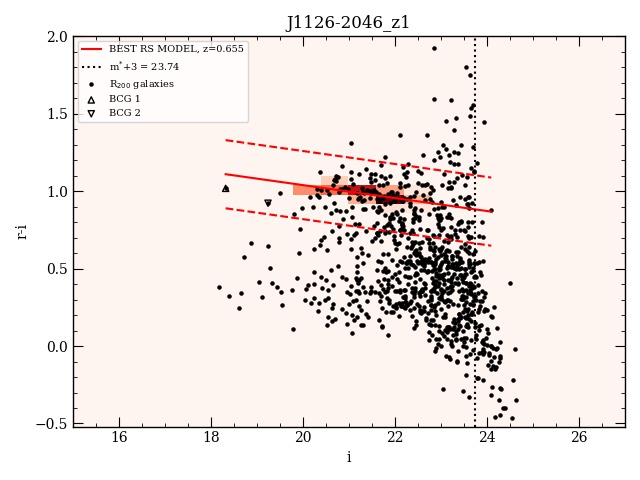 J1126-2046_z1
BEST RS MODEL, z=0.655
m*+3 = 23.74
R200 galaxies
BCG 1
BCG 2
2.0
1.5
1.0
0.5
0.0
−0.5
r-i
16 18 20 22 24 26
i